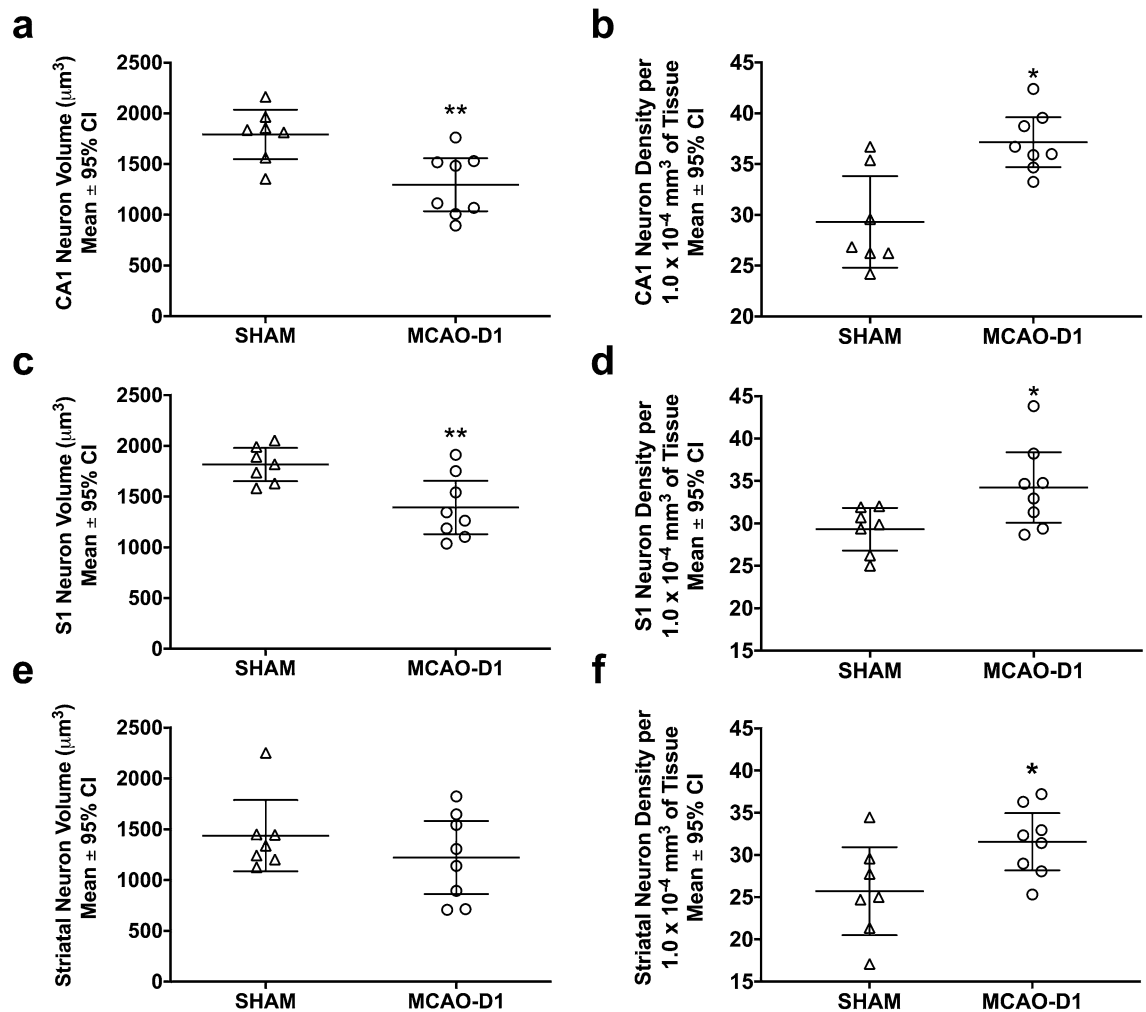 a
CA1 Neuron Volume (μm³)
Mean ± 95% CI
2500
2000
1500
1000
500
0
**
SHAM
MCAO-D1
b
CA1 Neuron Density per
1.0 x 10⁻⁴ mm³ of Tissue
Mean ± 95% CI
45
40
35
30
25
20
*
SHAM
MCAO-D1
c
S1 Neuron Volume (μm³)
Mean ± 95% CI
2500
2000
1500
1000
500
0
**
SHAM
MCAO-D1
d
S1 Neuron Density per
1.0 x 10⁻⁴ mm³ of Tissue
Mean ± 95% CI
45
40
35
30
25
20
15
*
SHAM
MCAO-D1
e
Striatal Neuron Volume (μm³)
Mean ± 95% CI
2500
2000
1500
1000
500
0
SHAM
MCAO-D1
f
Striatal Neuron Density per
1.0 x 10⁻⁴ mm³ of Tissue
Mean ± 95% CI
45
40
35
30
25
20
15
*
SHAM
MCAO-D1